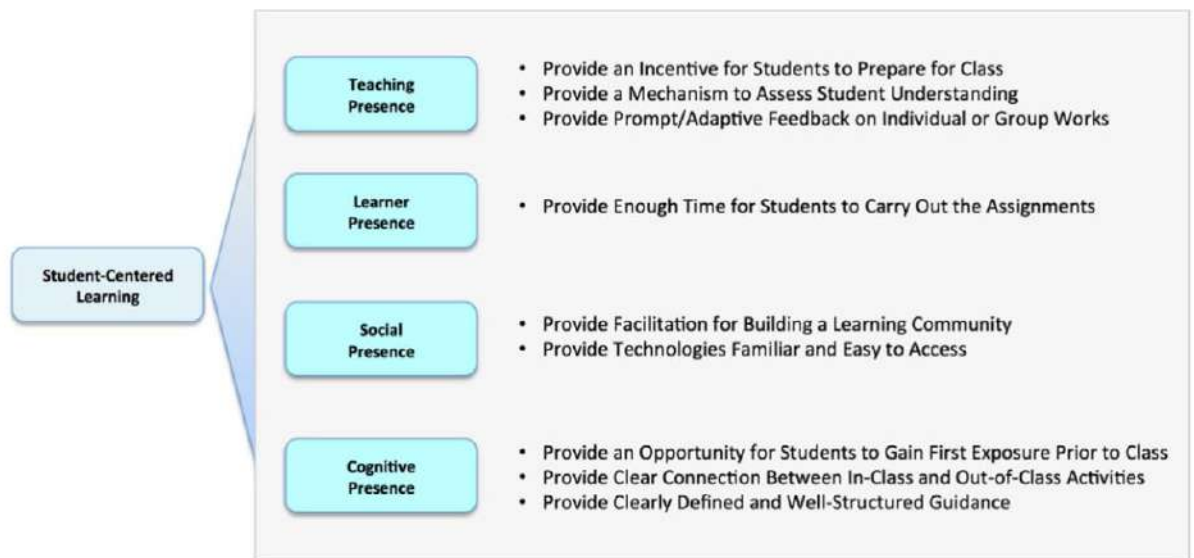 Student-Centered
Learning
Teaching
Presence
• Provide an Incentive for Students to Prepare for Class
• Provide a Mechanism to Assess Student Understanding
• Provide Prompt/Adaptive Feedback on Individual or Group Works
Learner
Presence
• Provide Enough Time for Students to Carry Out the Assignments
Social
Presence
• Provide Facilitation for Building a Learning Community
• Provide Technologies Familiar and Easy to Access
Cognitive
Presence
• Provide an Opportunity for Students to Gain First Exposure Prior to Class
• Provide Clear Connection Between In-Class and Out-of-Class Activities
• Provide Clearly Defined and Well-Structured Guidance